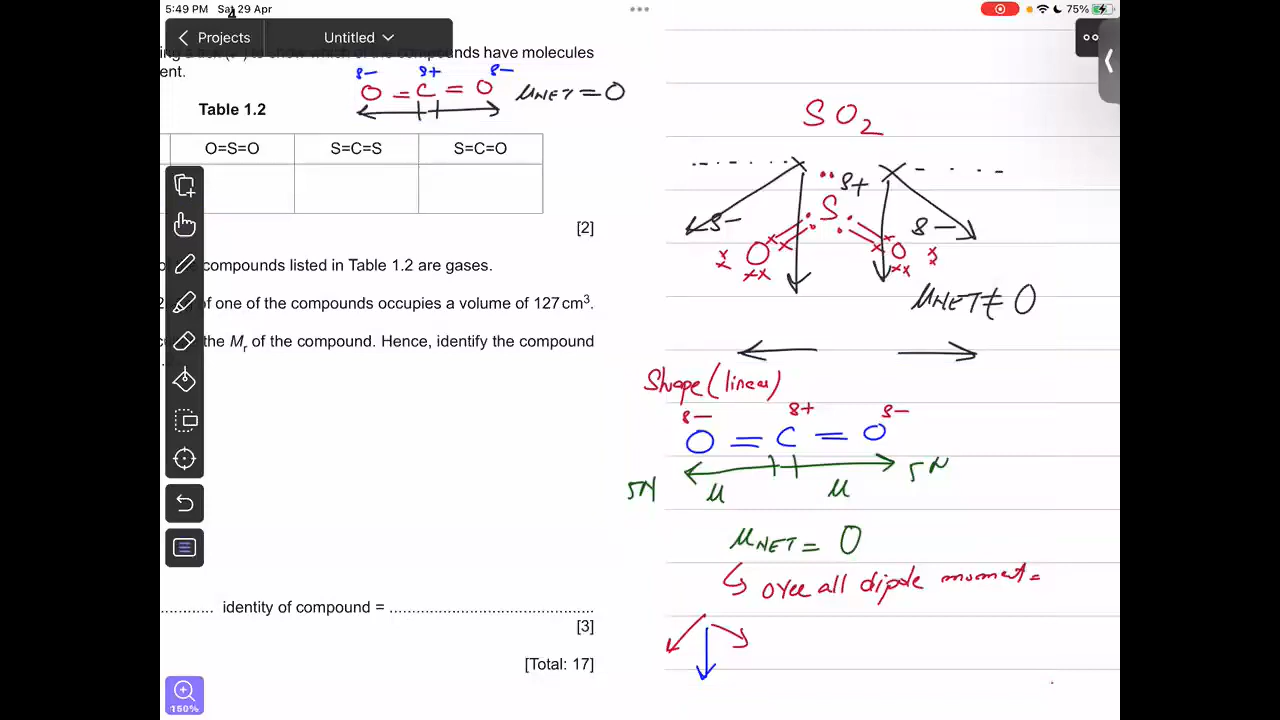 5:49 PM Sat 29 Apr
75%
4
Projects
Untitled
compounds have molecules
ent.
δ− δ+ δ−
O = C = O μNET = 0
Table 1.2
O=S=O S=C=S S=C=O
[2]
compounds listed in Table 1.2 are gases.
of one of the compounds occupies a volume of 127 cm³.
the Mr of the compound. Hence, identify the compound
............. identity of compound = ..................................................
[3]
[Total: 17]
150%
SO2
δ+
S
δ− δ−
O O
μNET ≠ 0
Shape (linear)
δ− δ+ δ−
O = C = O
5N μ μ 5N
μNET = 0
↳ over all dipole moment =